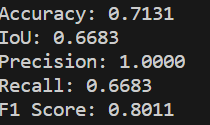 Accuracy: 0.7131
IoU: 0.6683
Precision: 1.0000
Recall: 0.6683
F1 Score: 0.8011